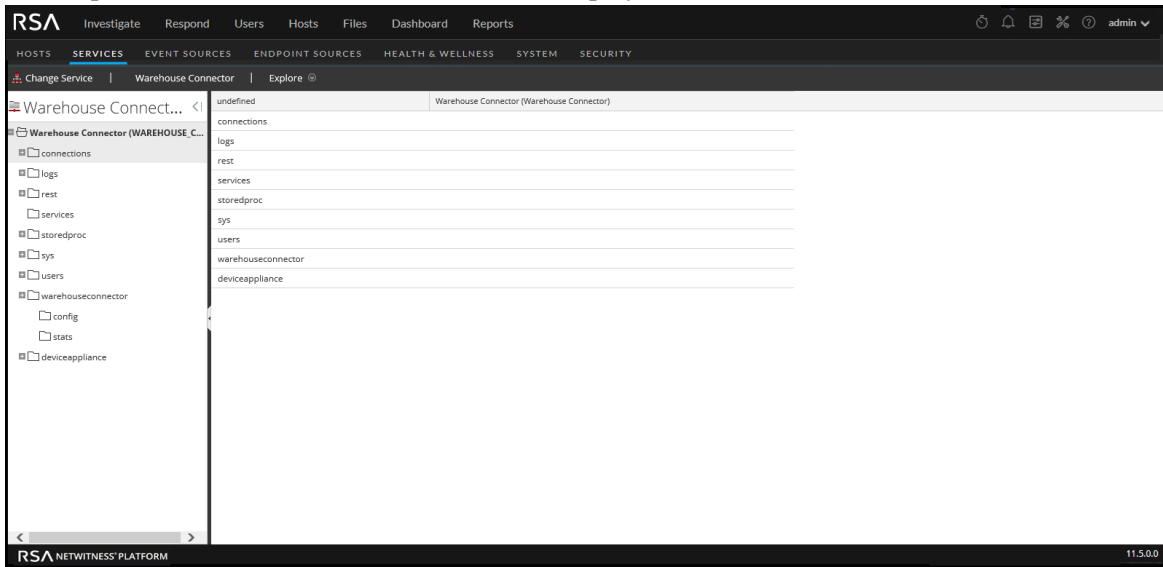 RSA Investigate Respond Users Hosts Files Dashboard Reports admin
HOSTS SERVICES EVENT SOURCES ENDPOINT SOURCES HEALTH & WELLNESS SYSTEM SECURITY
Change Service | Warehouse Connector | Explore
Warehouse Connect...
Warehouse Connector (WAREHOUSE_C...
connections
logs
rest
services
storedproc
sys
users
warehouseconnector
config
stats
deviceappliance
undefined Warehouse Connector (Warehouse Connector)
connections
logs
rest
services
storedproc
sys
users
warehouseconnector
deviceappliance
RSA NETWITNESS' PLATFORM 11.5.0.0